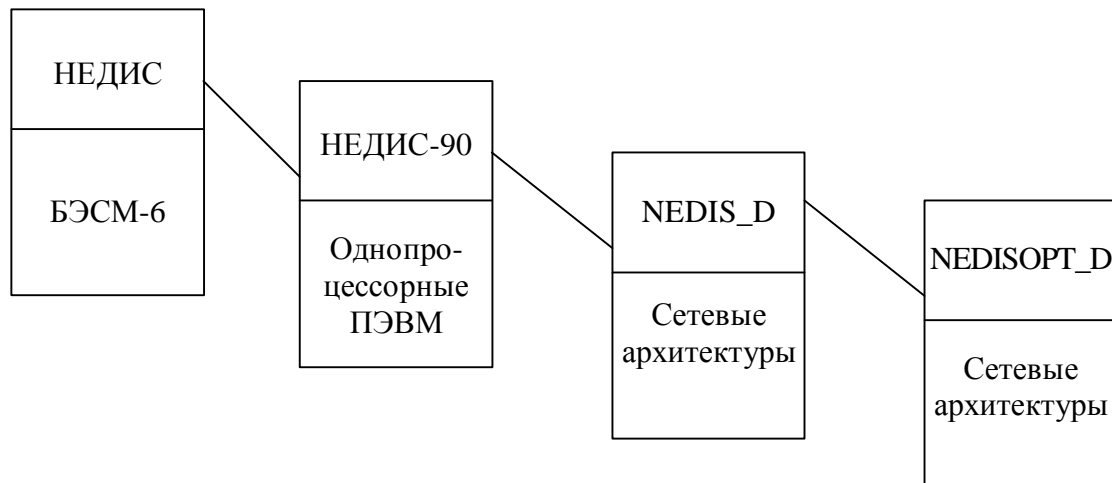 НЕДИС
БЭСМ-6
НЕДИС-90
Однопро-
цессорные
ПЭВМ
NEDIS_D
Сетевые
архитектуры
NEDISOPT_D
Сетевые
архитектуры